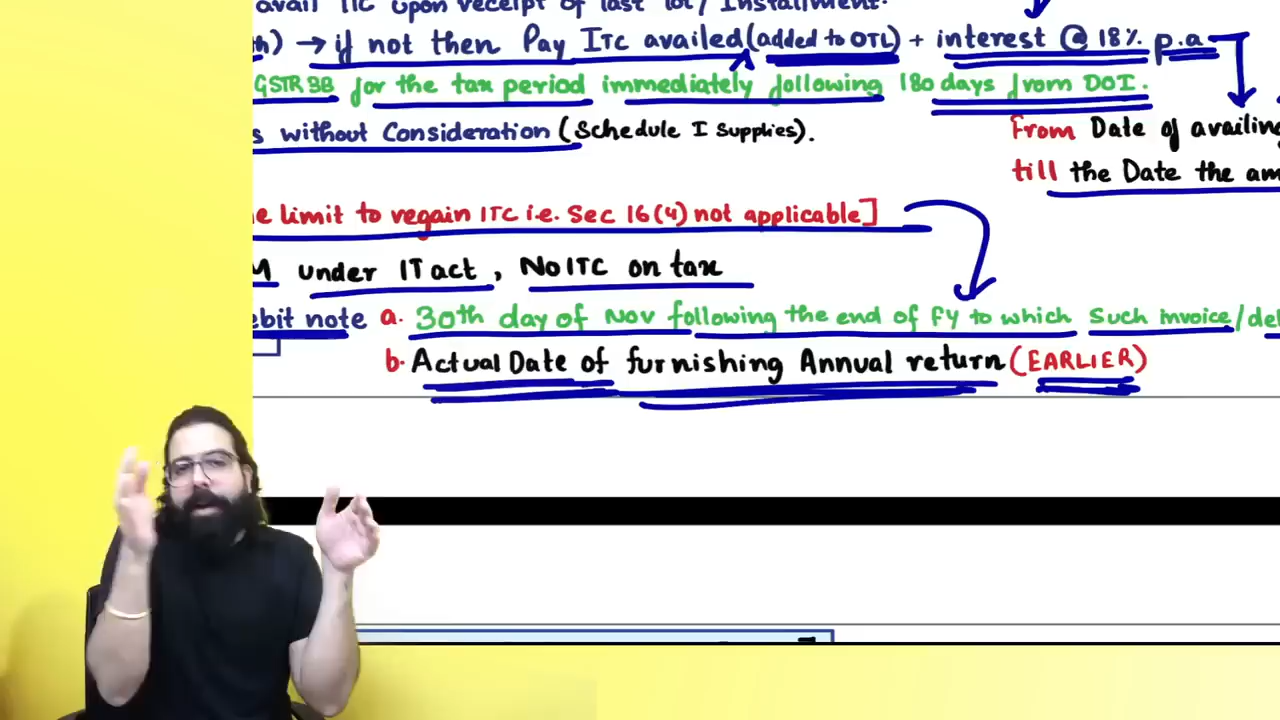 avail ITC upon receipt of last lot/ Installment.
→ if not then Pay ITC availed (added to OTL) + interest @ 18% p.a
GSTR 3B for the tax period immediately following 180 days from DOI.
s without Consideration (Schedule I Supplies).
From Date of availing
till the Date the am
e limit to regain ITC i.e. Sec 16(4) not applicable]
M under IT act, No ITC on tax
ebit note a. 30th day of Nov following the end of FY to which Such invoice/de
b. Actual Date of furnishing Annual return (EARLIER)